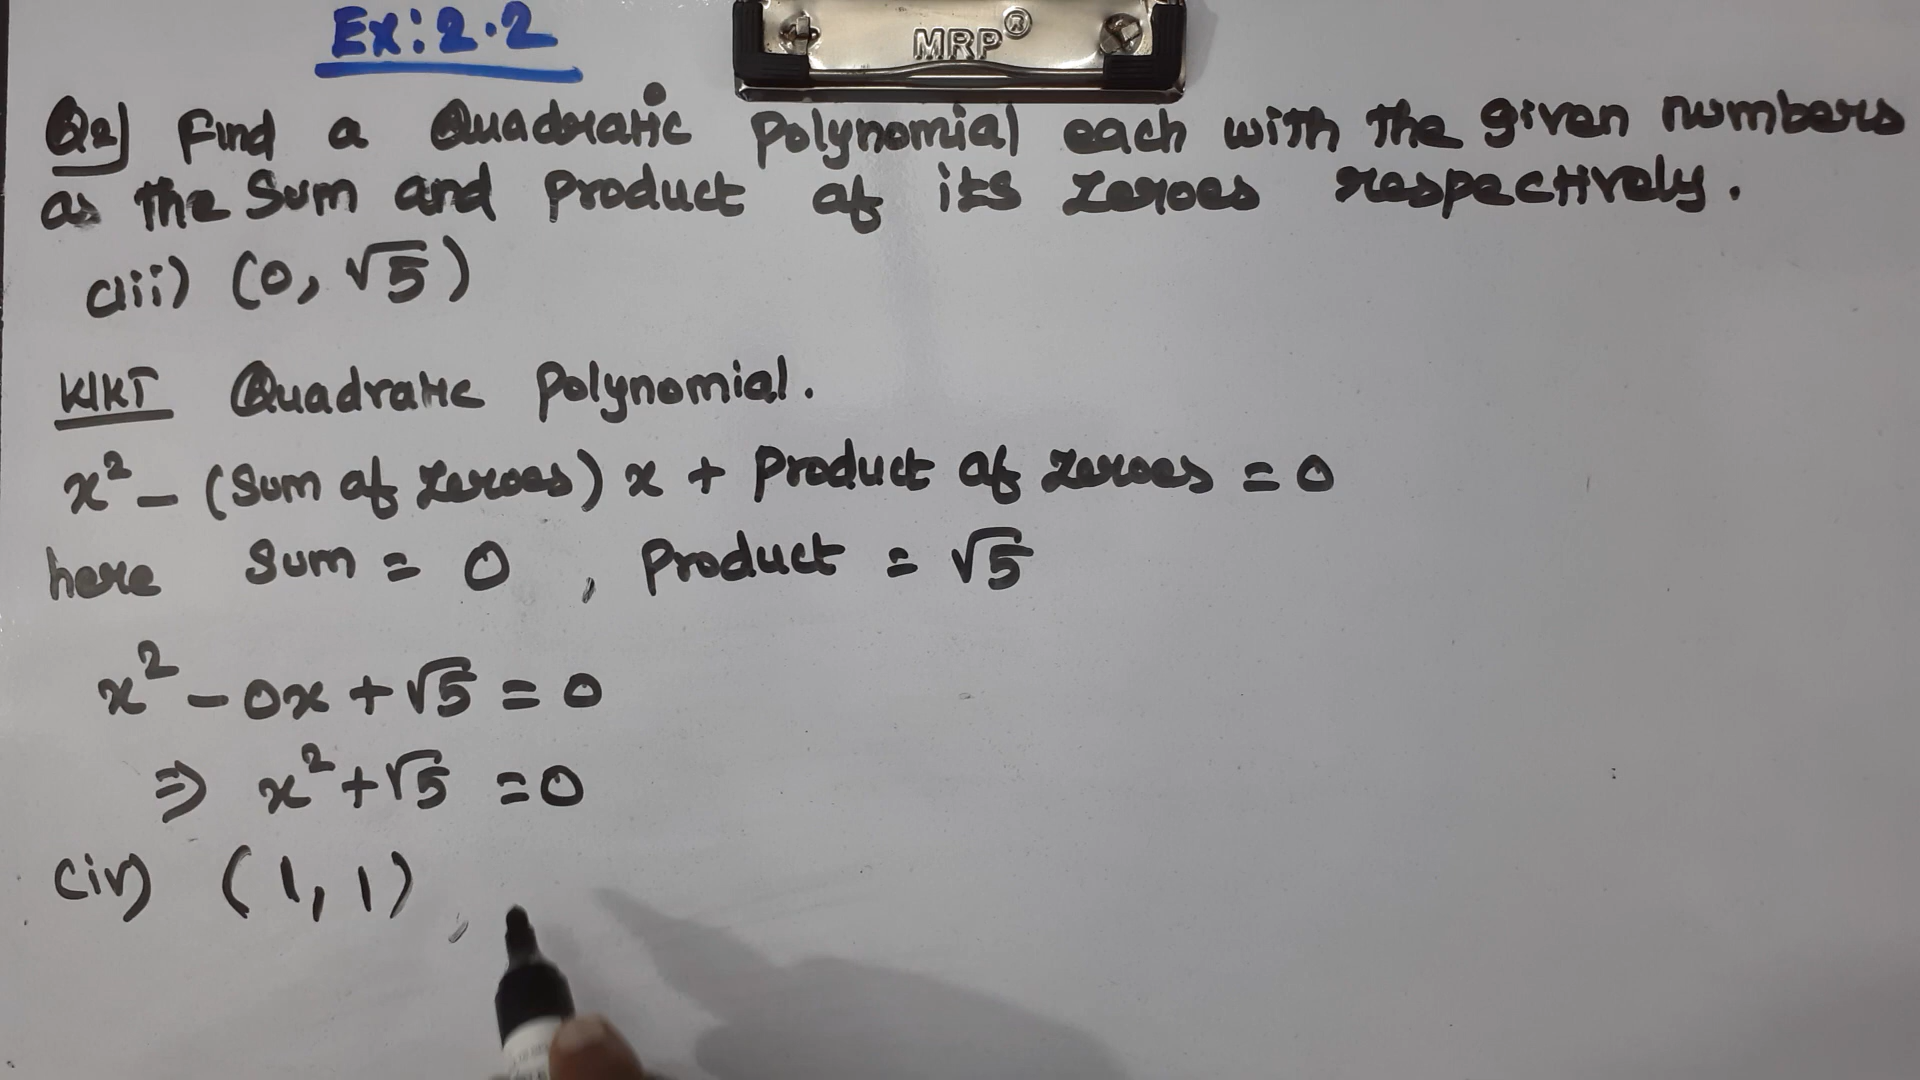 Ex: 2.2
MRP®
Q2) Find a Quadratic Polynomial each with the given numbers
as the Sum and Product of its zeroes respectively.
(iii) (0, √5)
WKT Quadratic Polynomial.
x² - (Sum of zeroes) x + Product of zeroes = 0
here Sum = 0, Product = √5
x² - 0x + √5 = 0
⇒ x² + √5 = 0
(iv) (1, 1),